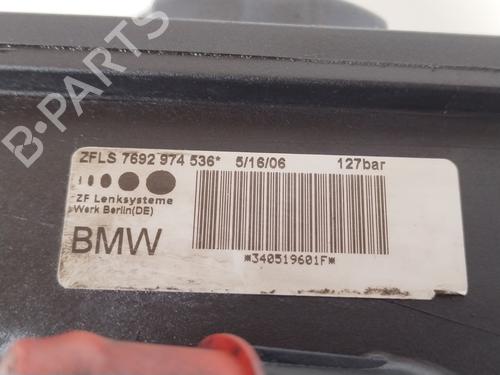 ZFLS 7692 974 536* 5/16/06 127bar
ZF Lenksysteme
Werk Berlin(DE)
BMW
*340519601F*
B-PARTS